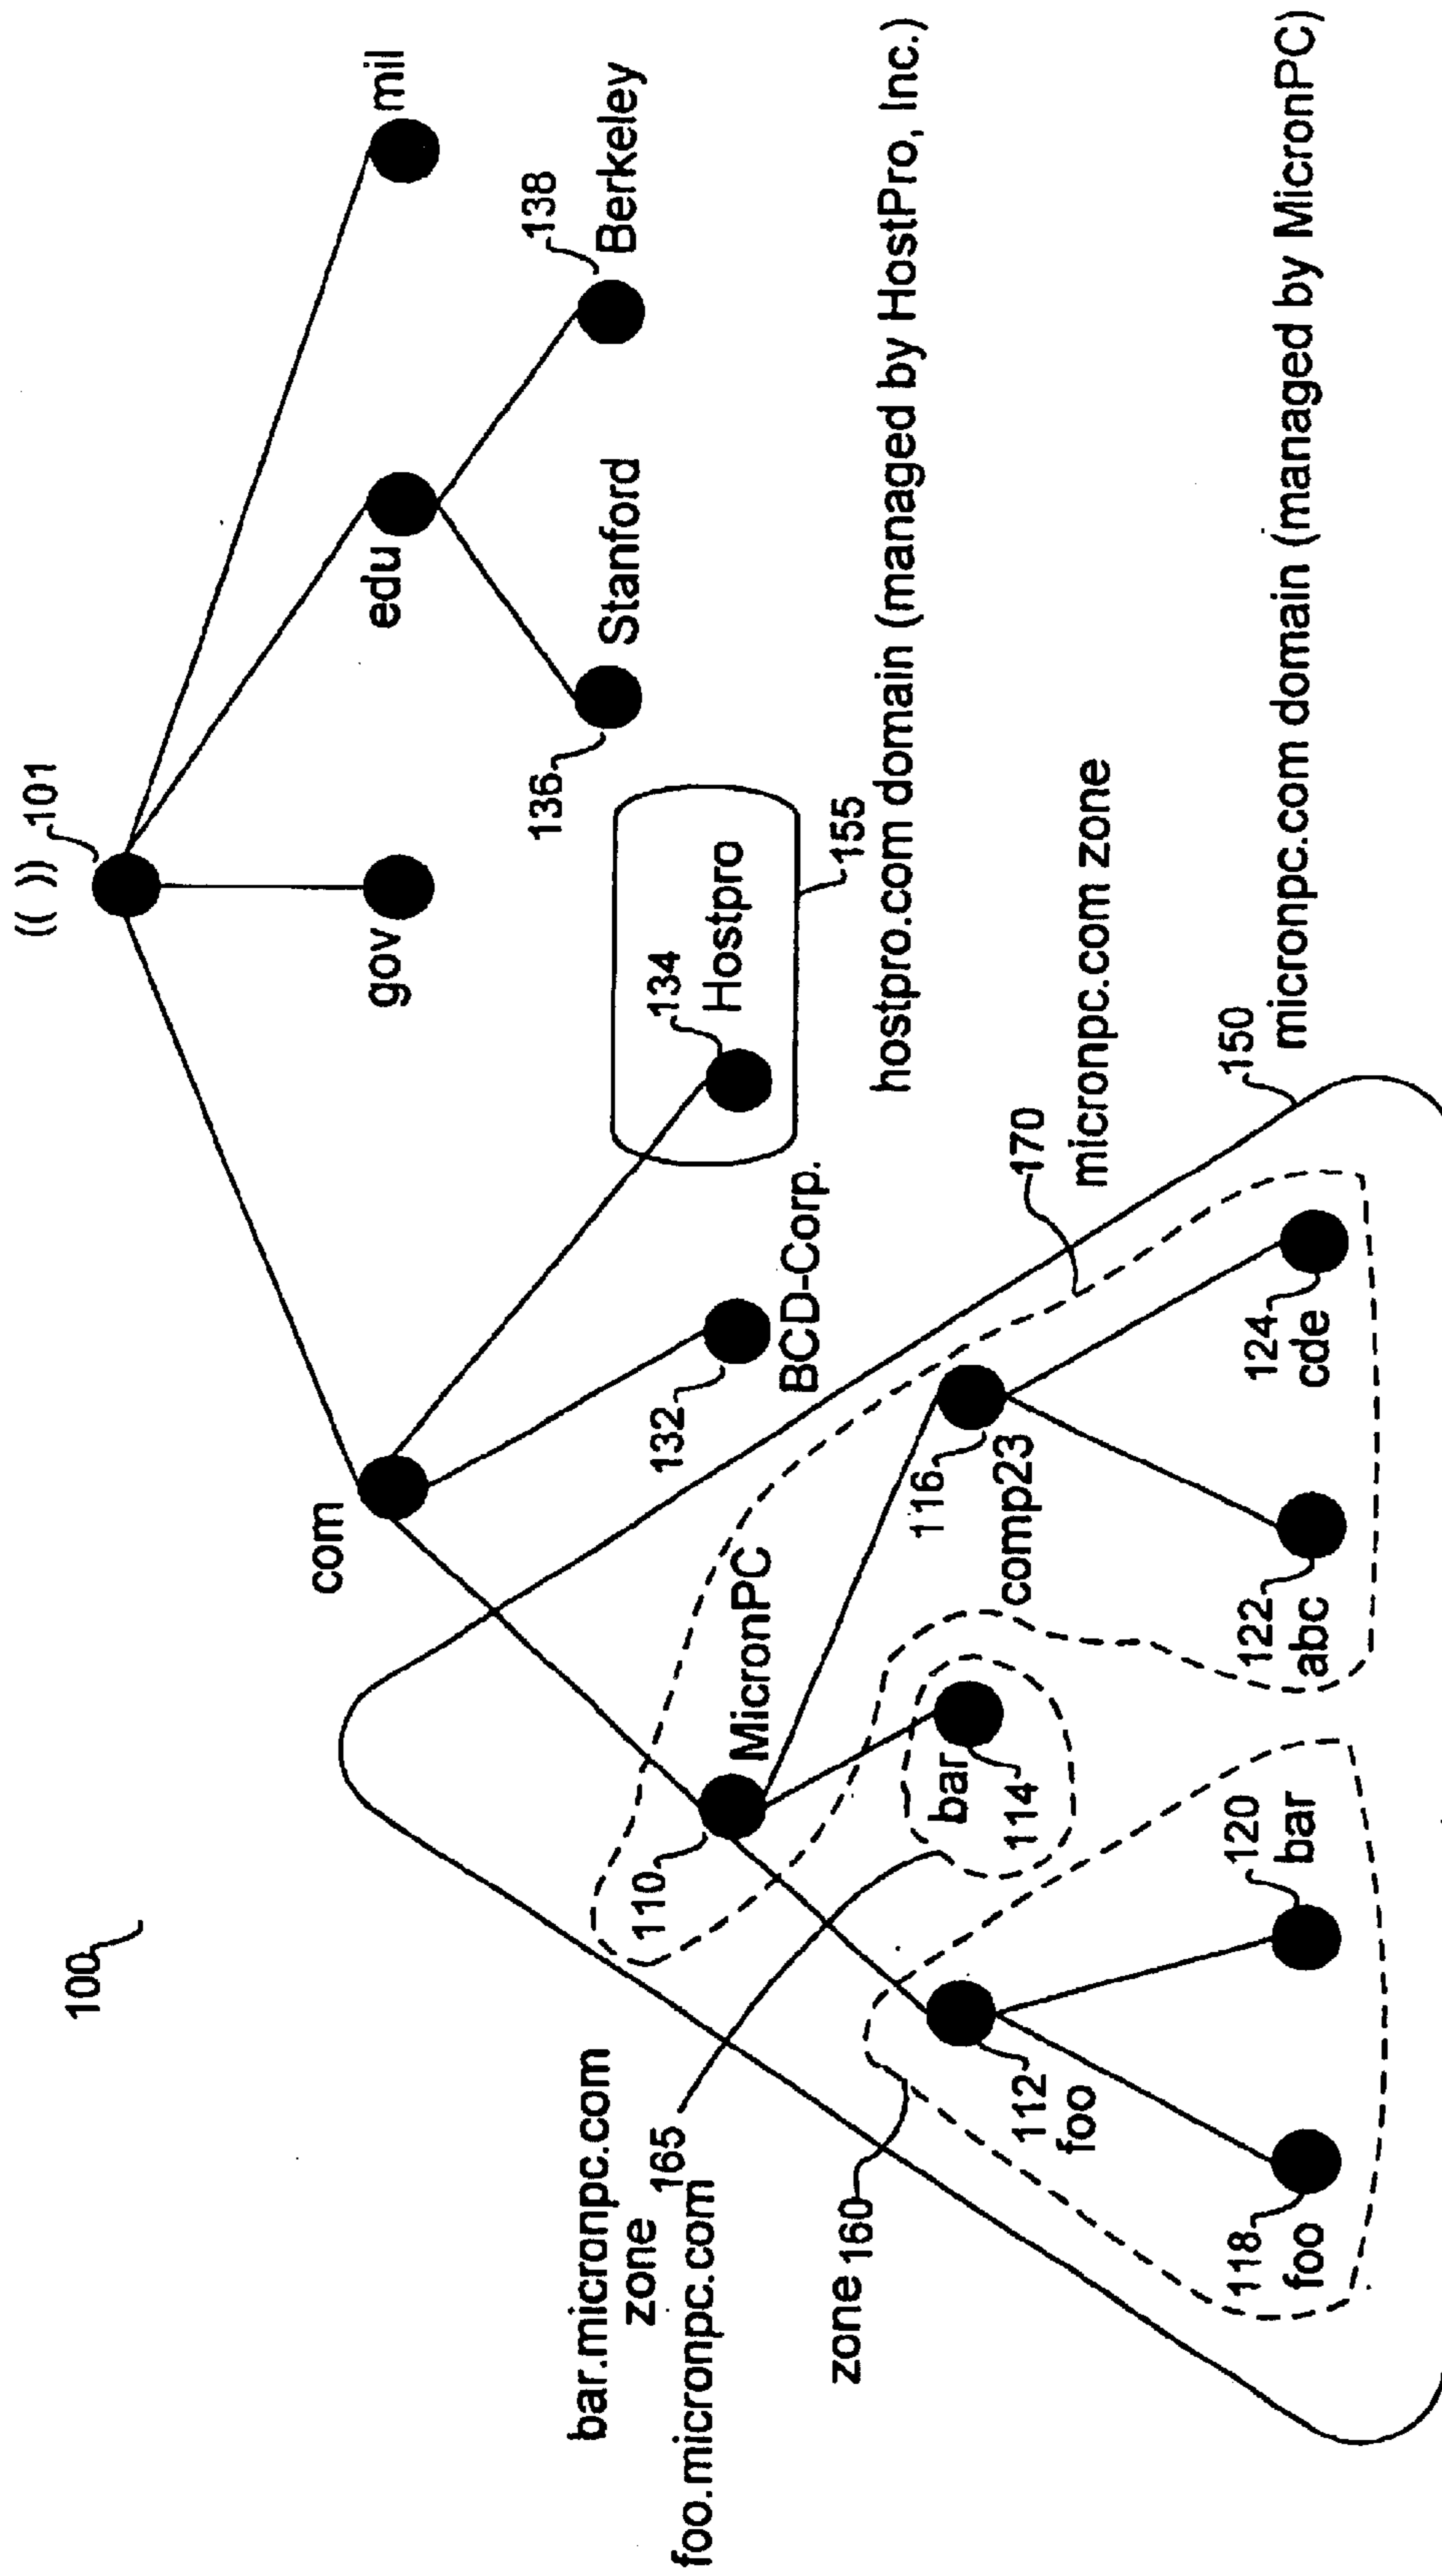 100
(( )) 101
com
gov
edu
mil
132
BCD-Corp.
134
Hostpro
155
136
Stanford
138
Berkeley
hostpro.com domain (managed by HostPro, Inc.)
bar.micronpc.com
zone 165
foo.micronpc.com
zone 160
110
MicronPC
170
micronpc.com zone
112
foo
bar
114
116
comp23
150
micronpc.com domain (managed by MicronPC)
118
foo
120
bar
122
abc
124
cde